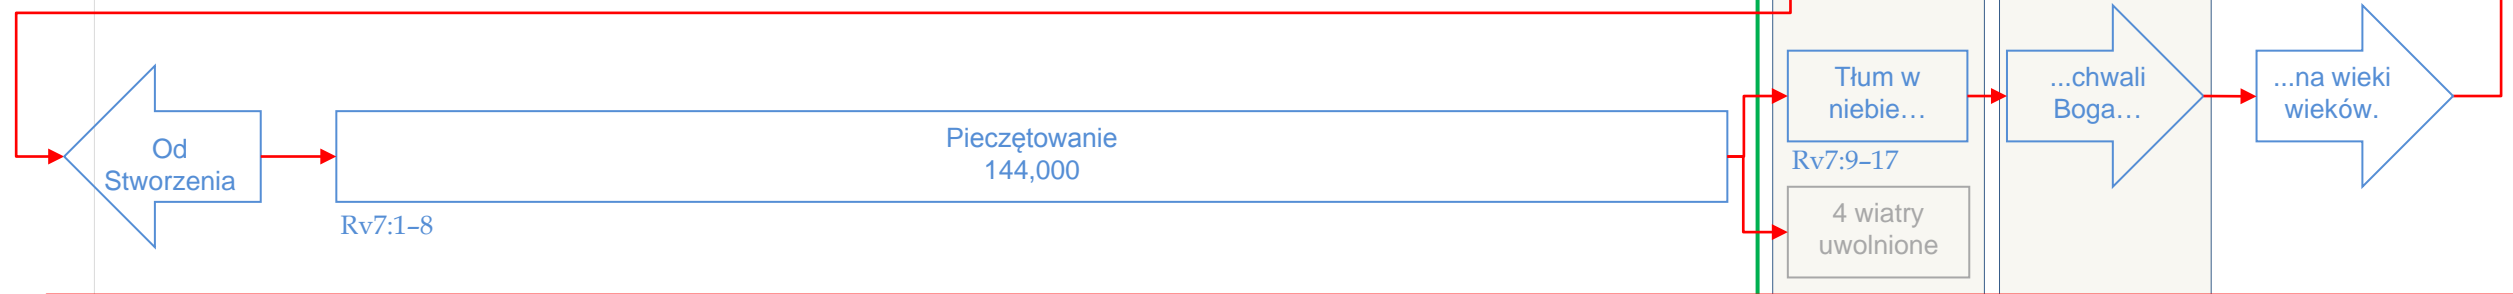 Od
Stworzenia
Pieczętowanie
144,000
Rv7:1–8
Tłum w
niebie…
Rv7:9–17
4 wiatry
uwolnione
...chwali
Boga…
...na wieki
wieków.